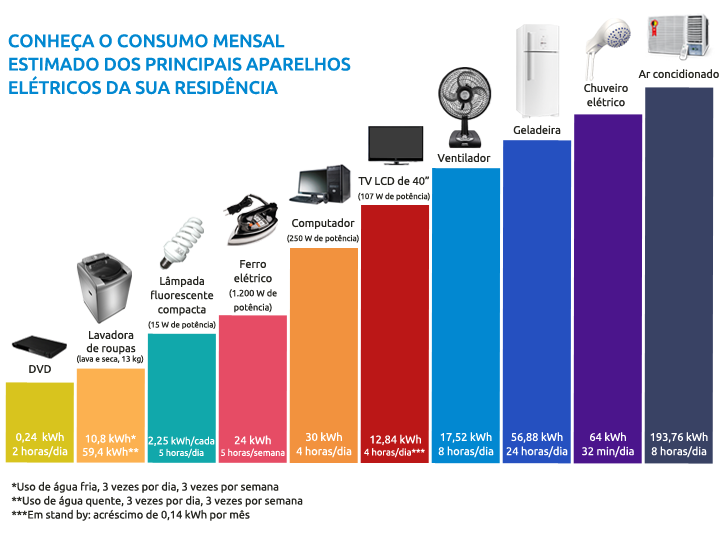 CONHEÇA O CONSUMO MENSAL
ESTIMADO DOS PRINCIPAIS APARELHOS
ELÉTRICOS DA SUA RESIDÊNCIA
DVD
0,24 kWh
2 horas/dia
Lavadora
de roupas
(lava e seca, 13 kg)
10,8 kWh*
59,4 kWh**
Lâmpada
fluorescente
compacta
(15 W de potência)
2,25 kWh/cada
5 horas/dia
Ferro
elétrico
(1.200 W de
potência)
24 kWh
5 horas/semana
Computador
(250 W de potência)
30 kWh
4 horas/dia
TV LCD de 40”
(107 W de potência)
12,84 kWh
4 horas/dia***
Ventilador
17,52 kWh
8 horas/dia
Geladeira
56,88 kWh
24 horas/dia
Chuveiro
elétrico
64 kWh
32 min/dia
Ar concidionado
193,76 kWh
8 horas/dia
*Uso de água fria, 3 vezes por dia, 3 vezes por semana
**Uso de água quente, 3 vezes por dia, 3 vezes por semana
***Em stand by: acréscimo de 0,14 kWh por mês